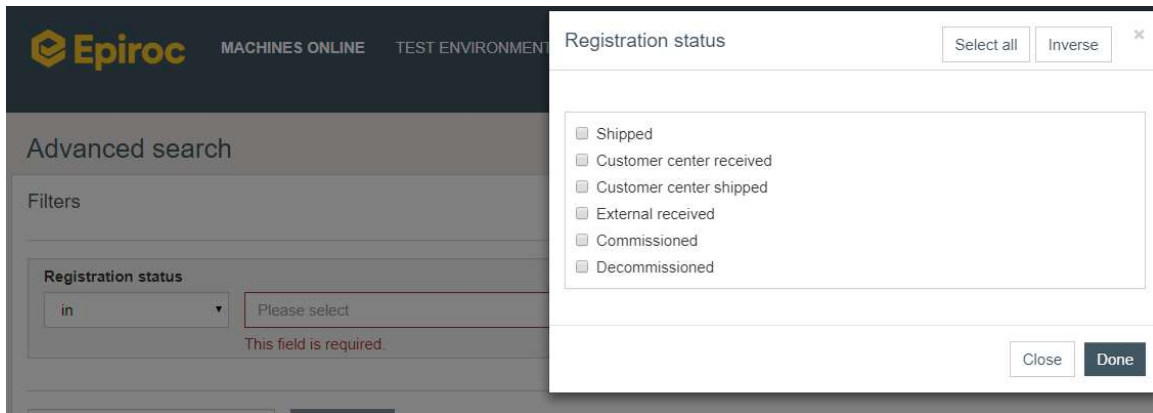 Epiroc
MACHINES ONLINE
TEST ENVIRONMENT
Advanced search
Filters
Registration status
in
Please select
This field is required.
Registration status
Select all
Inverse
×
Shipped
Customer center received
Customer center shipped
External received
Commissioned
Decommissioned
Close
Done